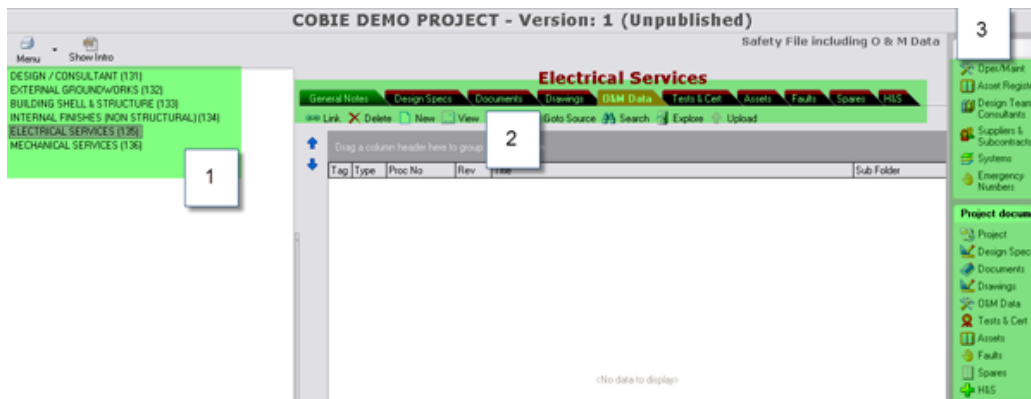 COBIE DEMO PROJECT - Version: 1 (Unpublished)
Safety File including O & M Data
Menu
Show Intro
DESIGN / CONSULTANT (131)
EXTERNAL GROUNDWORKS (132)
BUILDING SHELL & STRUCTURE (133)
INTERNAL FINISHES (NON STRUCTURAL) (134)
ELECTRICAL SERVICES (135)
MECHANICAL SERVICES (136)
1
Electrical Services
General Notes Design Specs Documents Drawings O&M Data Tests & Cert Assets Faults Spares H&S
Link Delete New View Goto Source Search Explore Upload
2
Drag a column header here to group
Tag Type Proc No Rev Title Sub Folder
<No data to display>
3
Oper/Maint
Asset Registe
Design Team
Consultants
Suppliers &
Subcontracto
Systems
Emergency
Numbers
Project docum
Project
Design Spec
Documents
Drawings
O&M Data
Tests & Cert
Assets
Faults
Spares
H&S